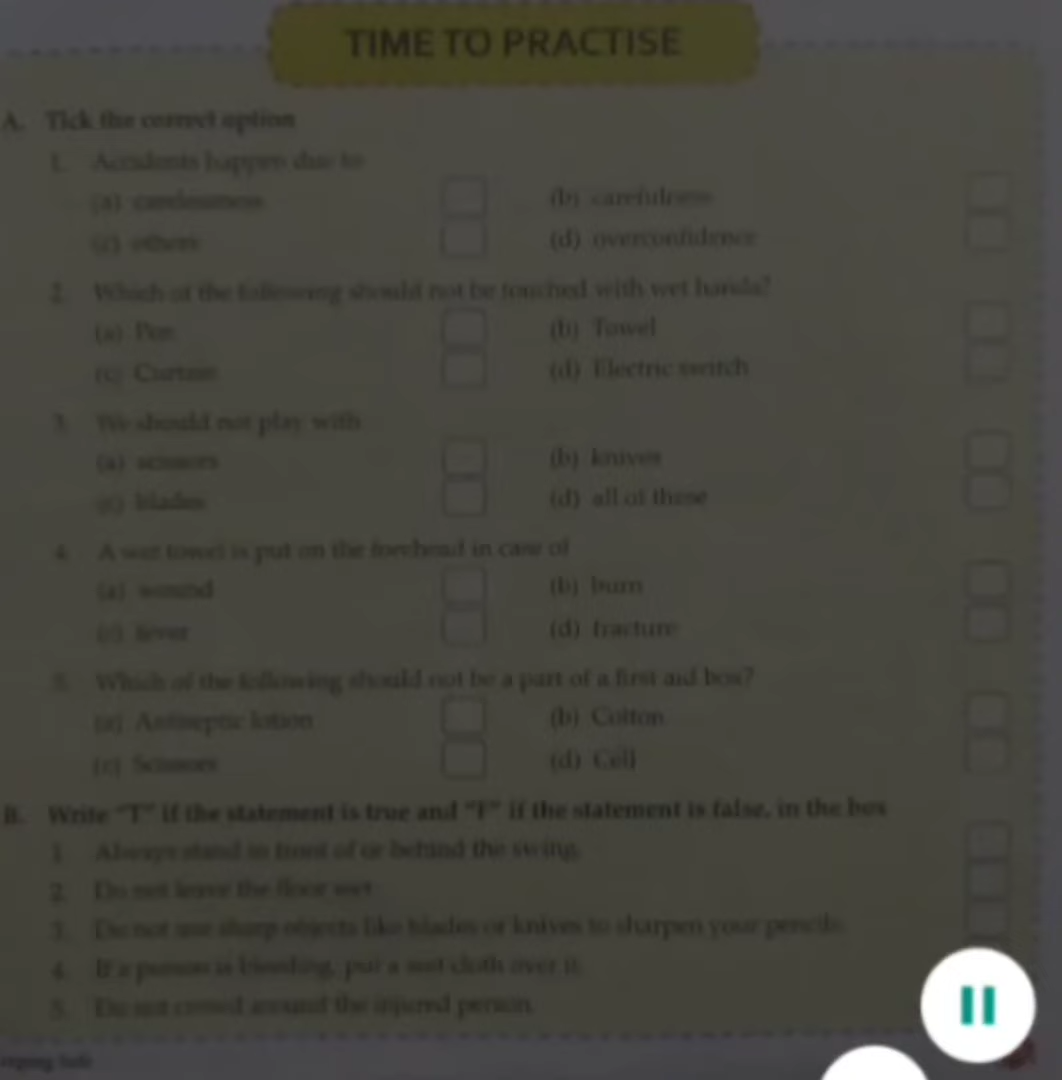 TIME TO PRACTISE
A. Tick the correct option
1. Accidents happen due to
(a) carelessness (b) carefulness
(c) others (d) overconfidence
2. Which of the following should not be touched with wet hands?
(a) Pen (b) Towel
(c) Curtain (d) Electric switch
3. We should not play with
(a) scissors (b) knives
(c) blades (d) all of these
4. A wet towel is put on the forehead in case of
(a) wound (b) burn
(c) fever (d) fracture
5. Which of the following should not be a part of a first aid box?
(a) Antiseptic lotion (b) Cotton
(c) Scissors (d) Cell
B. Write "T" if the statement is true and "F" if the statement is false, in the box
1. Always stand in front of or behind the swing.
2. Do not leave the floor wet
3. Do not use sharp objects like blades or knives to sharpen your pencils
4. If a person is bleeding, put a wet cloth over it.
5. Do not crowd around the injured person.